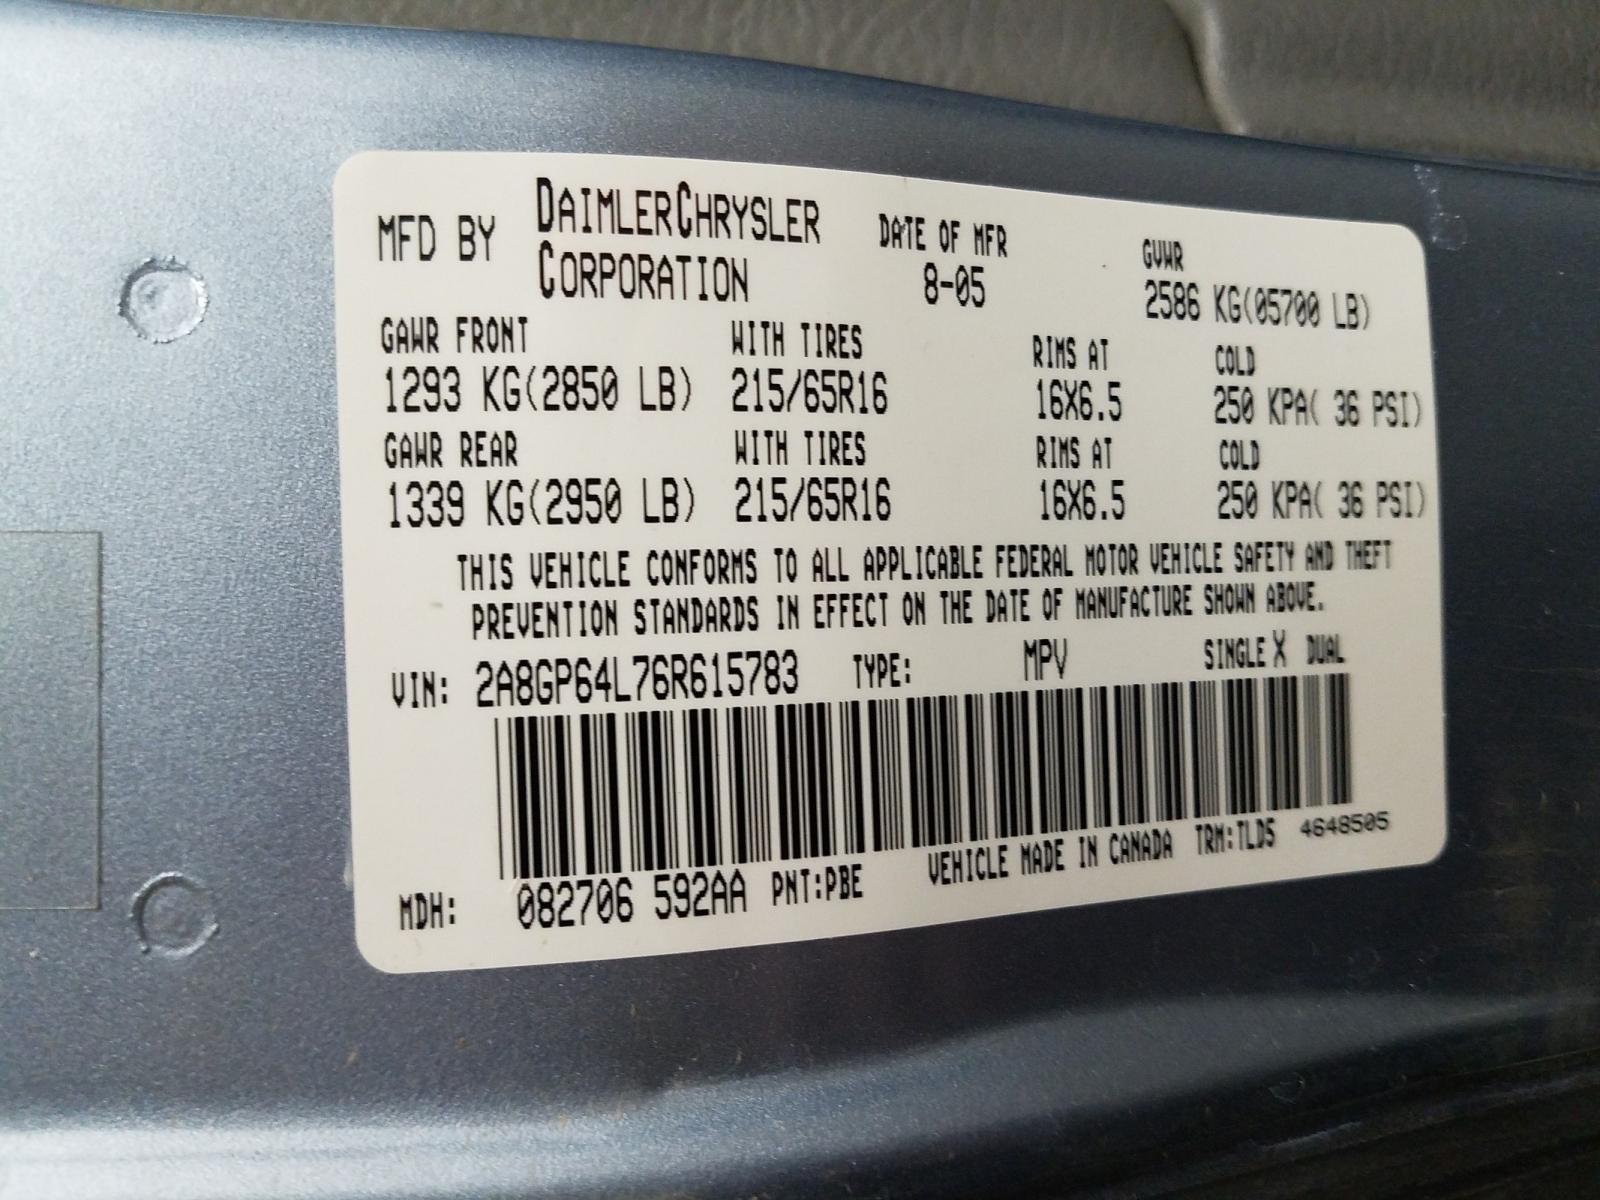 MFD BY DAIMLERCHRYSLER CORPORATION DATE OF MFR 8-05 GVWR 2586 KG(05700 LB)
GAWR FRONT WITH TIRES RIMS AT COLD
1293 KG(2850 LB) 215/65R16 16X6.5 250 KPA( 36 PSI)
GAWR REAR WITH TIRES RIMS AT COLD
1339 KG(2950 LB) 215/65R16 16X6.5 250 KPA( 36 PSI)
THIS VEHICLE CONFORMS TO ALL APPLICABLE FEDERAL MOTOR VEHICLE SAFETY AND THEFT
PREVENTION STANDARDS IN EFFECT ON THE DATE OF MANUFACTURE SHOWN ABOVE.
VIN: 2A8GP64L76R615783 TYPE: MPV SINGLE X DUAL
MDH: 082706 592AA PNT:PBE VEHICLE MADE IN CANADA TRM:TLD5 4648505